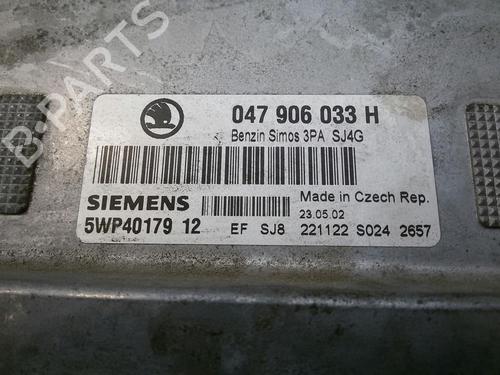 B-PARTS
047 906 033 H
Benzin Simos 3PA SJ4G
SIEMENS
Made in Czech Rep.
23.05.02
5WP40179 12 EF SJ8 221122 S024 2657